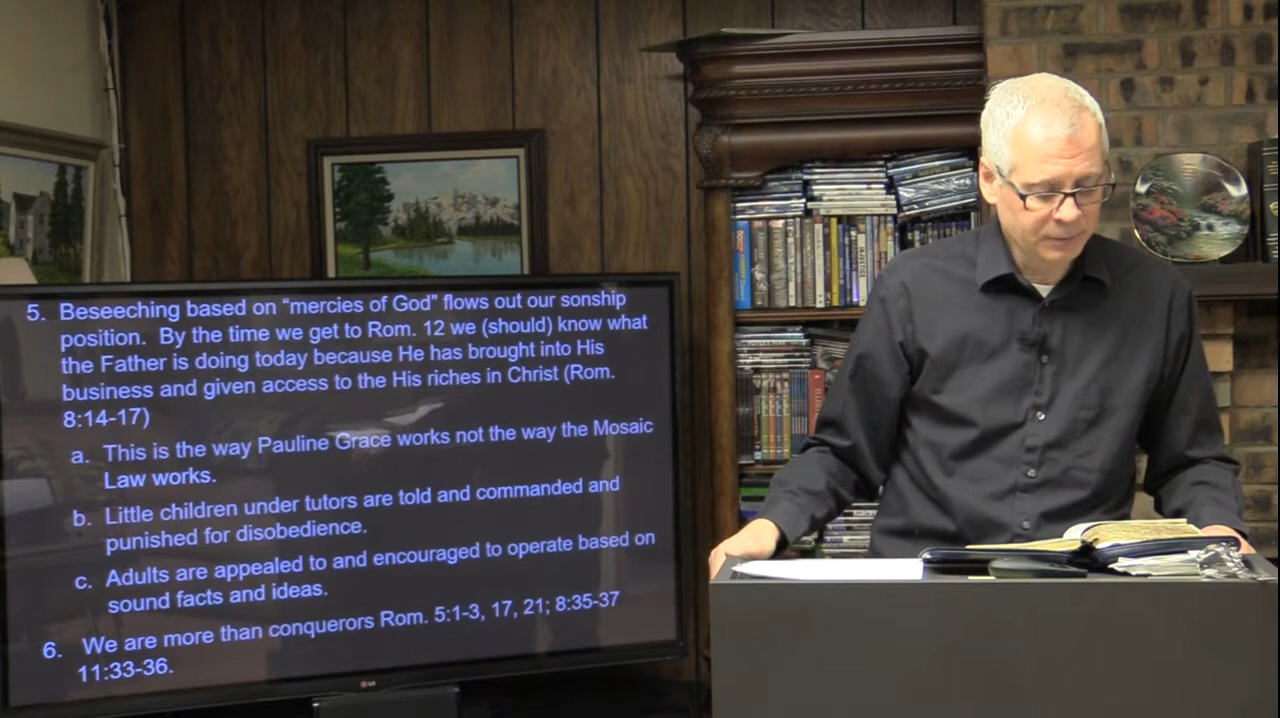 5. Beseeching based on “mercies of God” flows out our sonship
position. By the time we get to Rom. 12 we (should) know what
the Father is doing today because He has brought into His
business and given access to the His riches in Christ (Rom.
8:14-17)
a. This is the way Pauline Grace works not the way the Mosaic
Law works.
b. Little children under tutors are told and commanded and
punished for disobedience.
c. Adults are appealed to and encouraged to operate based on
sound facts and ideas.
6. We are more than conquerors Rom. 5:1-3, 17, 21; 8:35-37
11:33-36.
LG